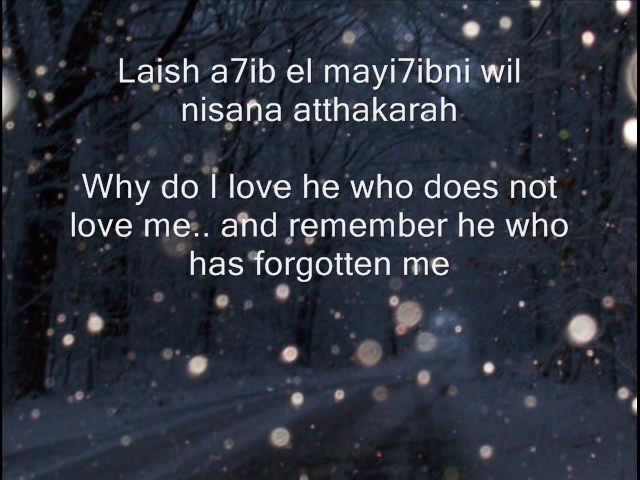 Laish a7ib el mayi7ibni wil
nisana atthakarah
Why do I love he who does not
love me.. and remember he who
has forgotten me